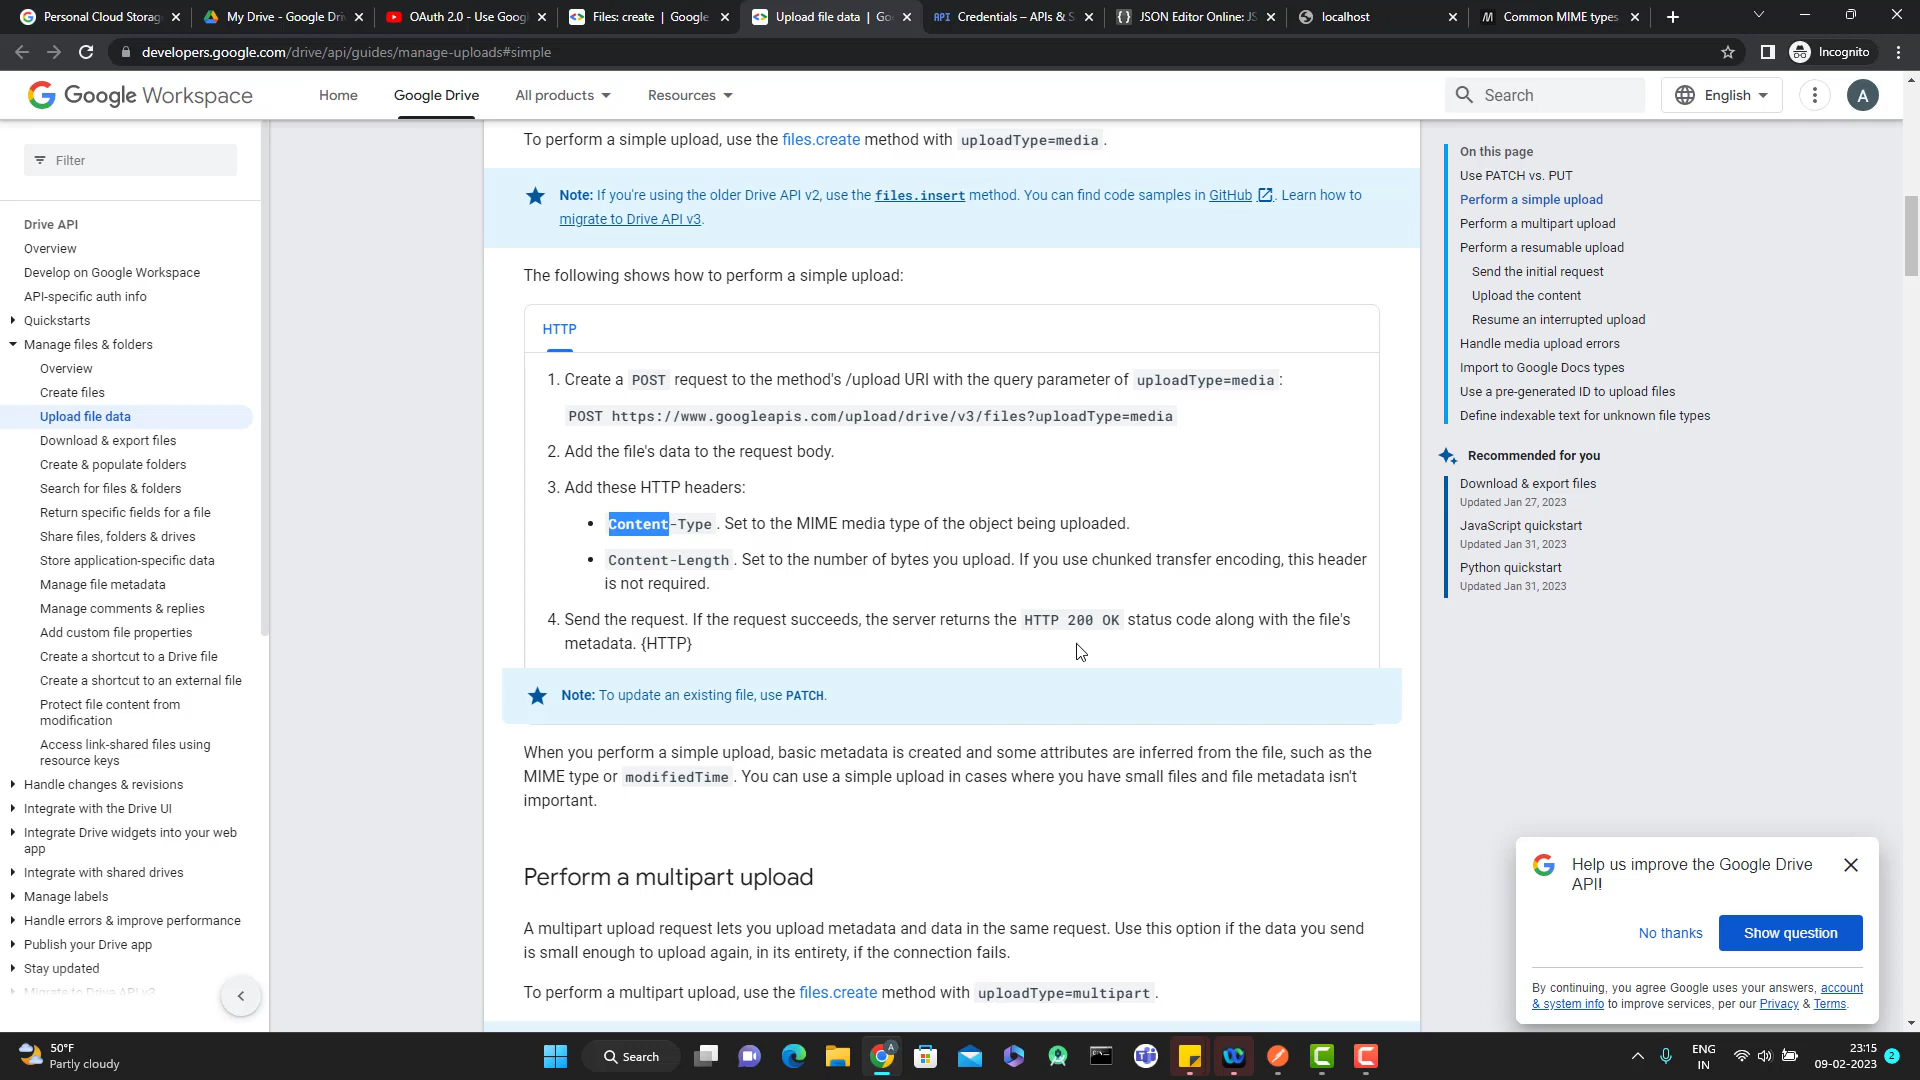 Personal Cloud Storag
My Drive - Google Dri
OAuth 2.0 - Use Goog
Files: create | Google
Upload file data | Go
API Credentials – APIs & S
JSON Editor Online: JS
localhost
Common MIME types
developers.google.com/drive/api/guides/manage-uploads#simple
Incognito
Google Workspace
Home
Google Drive
All products
Resources
Search
English
A
Filter
Drive API
Overview
Develop on Google Workspace
API-specific auth info
Quickstarts
Manage files & folders
Overview
Create files
Upload file data
Download & export files
Create & populate folders
Search for files & folders
Return specific fields for a file
Share files, folders & drives
Store application-specific data
Manage file metadata
Manage comments & replies
Add custom file properties
Create a shortcut to a Drive file
Create a shortcut to an external file
Protect file content from
modification
Access link-shared files using
resource keys
Handle changes & revisions
Integrate with the Drive UI
Integrate Drive widgets into your web
app
Integrate with shared drives
Manage labels
Handle errors & improve performance
Publish your Drive app
Stay updated
Migrate to Drive API v3
To perform a simple upload, use the files.create method with uploadType=media.
Note: If you're using the older Drive API v2, use the files.insert method. You can find code samples in GitHub. Learn how to
migrate to Drive API v3.
The following shows how to perform a simple upload:
HTTP
1. Create a POST request to the method's /upload URI with the query parameter of uploadType=media:
POST https://www.googleapis.com/upload/drive/v3/files?uploadType=media
2. Add the file's data to the request body.
3. Add these HTTP headers:
• Content-Type. Set to the MIME media type of the object being uploaded.
• Content-Length. Set to the number of bytes you upload. If you use chunked transfer encoding, this header
is not required.
4. Send the request. If the request succeeds, the server returns the HTTP 200 OK status code along with the file's
metadata. {HTTP}
Note: To update an existing file, use PATCH.
When you perform a simple upload, basic metadata is created and some attributes are inferred from the file, such as the
MIME type or modifiedTime. You can use a simple upload in cases where you have small files and file metadata isn't
important.
Perform a multipart upload
A multipart upload request lets you upload metadata and data in the same request. Use this option if the data you send
is small enough to upload again, in its entirety, if the connection fails.
To perform a multipart upload, use the files.create method with uploadType=multipart.
On this page
Use PATCH vs. PUT
Perform a simple upload
Perform a multipart upload
Perform a resumable upload
Send the initial request
Upload the content
Resume an interrupted upload
Handle media upload errors
Import to Google Docs types
Use a pre-generated ID to upload files
Define indexable text for unknown file types
Recommended for you
Download & export files
Updated Jan 27, 2023
JavaScript quickstart
Updated Jan 31, 2023
Python quickstart
Updated Jan 31, 2023
Help us improve the Google Drive
API!
No thanks
Show question
By continuing, you agree Google uses your answers, account
& system info to improve services, per our Privacy & Terms.
50°F
Partly cloudy
Search
ENG
IN
23:15
09-02-2023
2